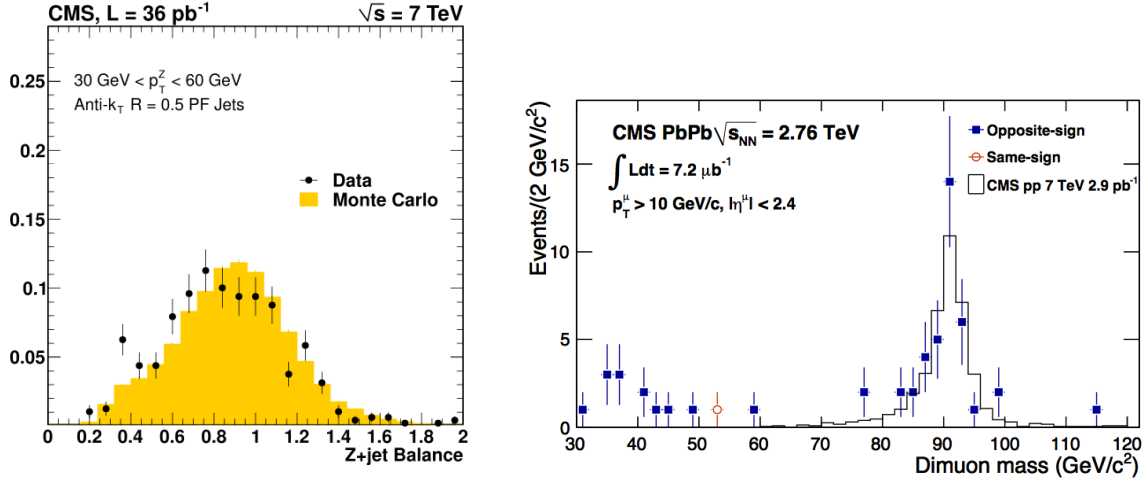 CMS, L = 36 pb⁻¹ √s = 7 TeV
0.25
0.2
0.15
0.1
0.05
30 GeV < p_T^Z < 60 GeV
Anti-k_T R = 0.5 PF Jets
Data
Monte Carlo
0 0.2 0.4 0.6 0.8 1 1.2 1.4 1.6 1.8 2
Z+jet Balance
Events/(2 GeV/c²)
15
10
5
0
CMS PbPb √s_NN = 2.76 TeV
∫ Ldt = 7.2 μb⁻¹
p_T^μ > 10 GeV/c, |η^μ| < 2.4
Opposite-sign
Same-sign
CMS pp 7 TeV 2.9 pb⁻¹
30 40 50 60 70 80 90 100 110 120
Dimuon mass (GeV/c²)